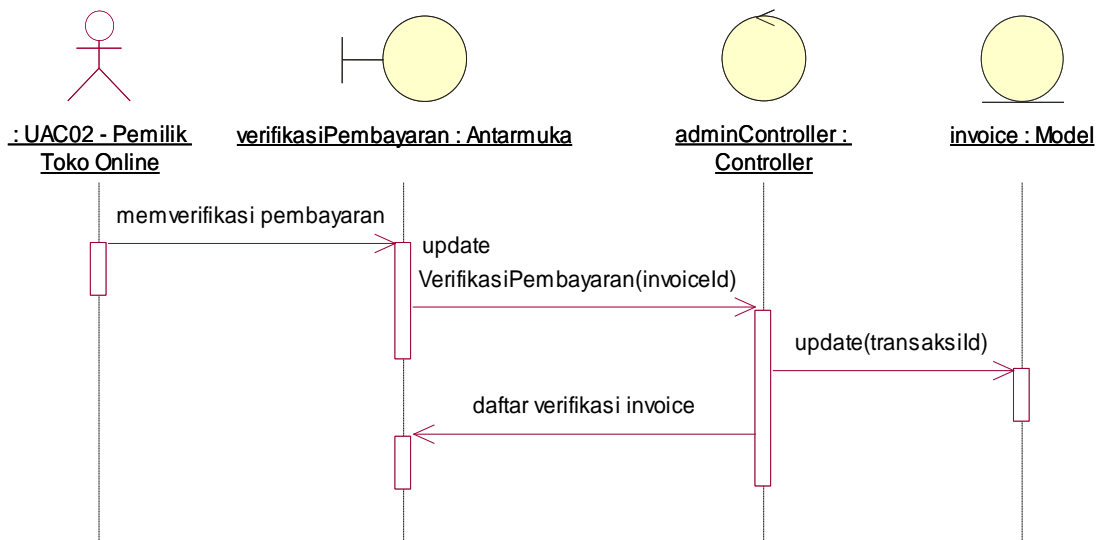 : UAC02 - Pemilik
Toko Online
verifikasiPembayaran : Antarmuka
adminController :
Controller
invoice : Model
memverifikasi pembayaran
update
VerifikasiPembayaran(invoiceId)
update(transaksiId)
daftar verifikasi invoice